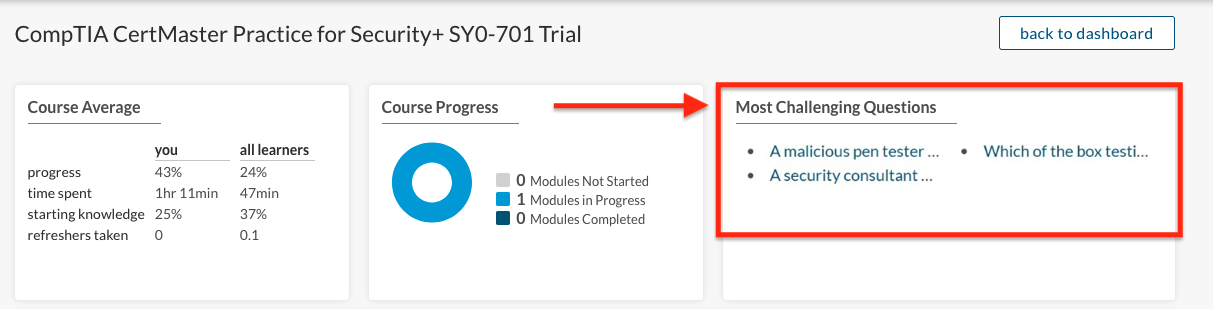 CompTIA CertMaster Practice for Security+ SY0-701 Trial
back to dashboard
Course Average
you all learners
progress 43% 24%
time spent 1hr 11min 47min
starting knowledge 25% 37%
refreshers taken 0 0.1
Course Progress
0 Modules Not Started
1 Modules in Progress
0 Modules Completed
Most Challenging Questions
• A malicious pen tester ... • Which of the box testi...
• A security consultant ...